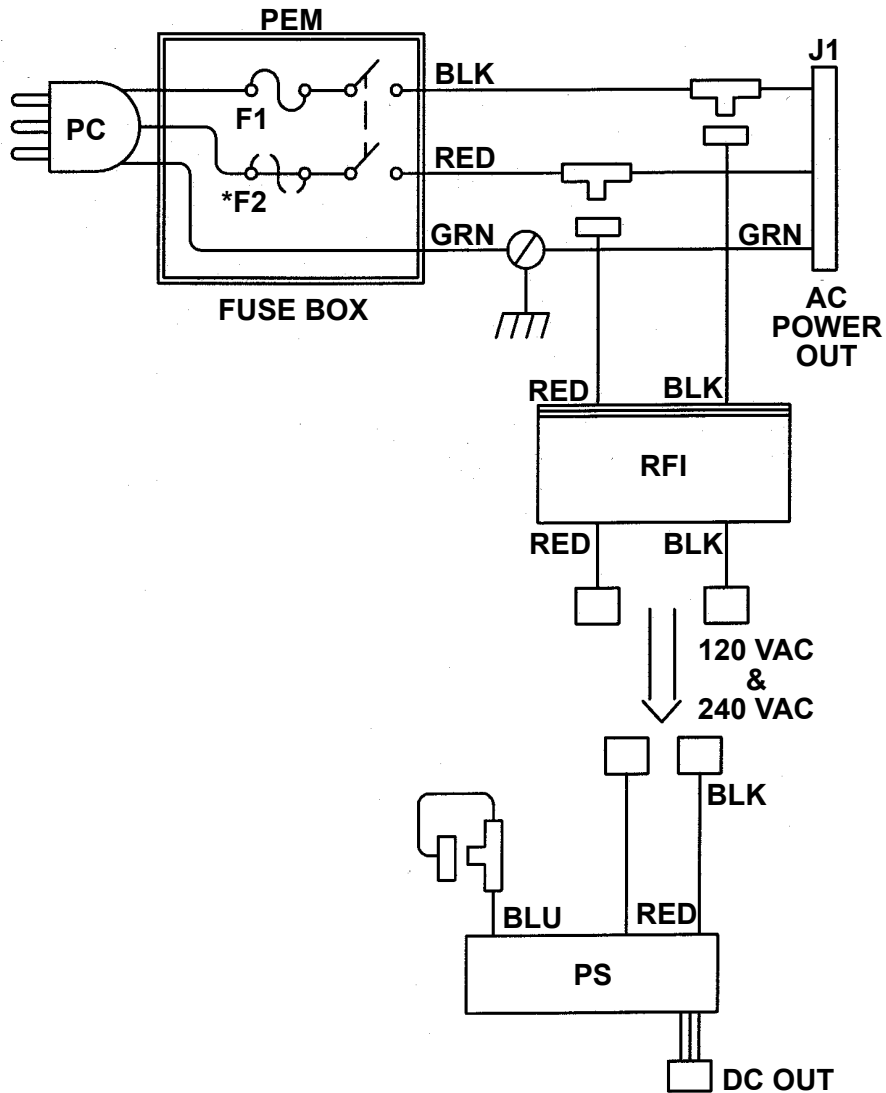 PEM
J1
BLK
PC
F1
RED
*F2
GRN
GRN
FUSE BOX
AC
POWER
OUT
RED
BLK
RFI
RED
BLK
120 VAC
&
240 VAC
BLK
BLU
RED
PS
DC OUT